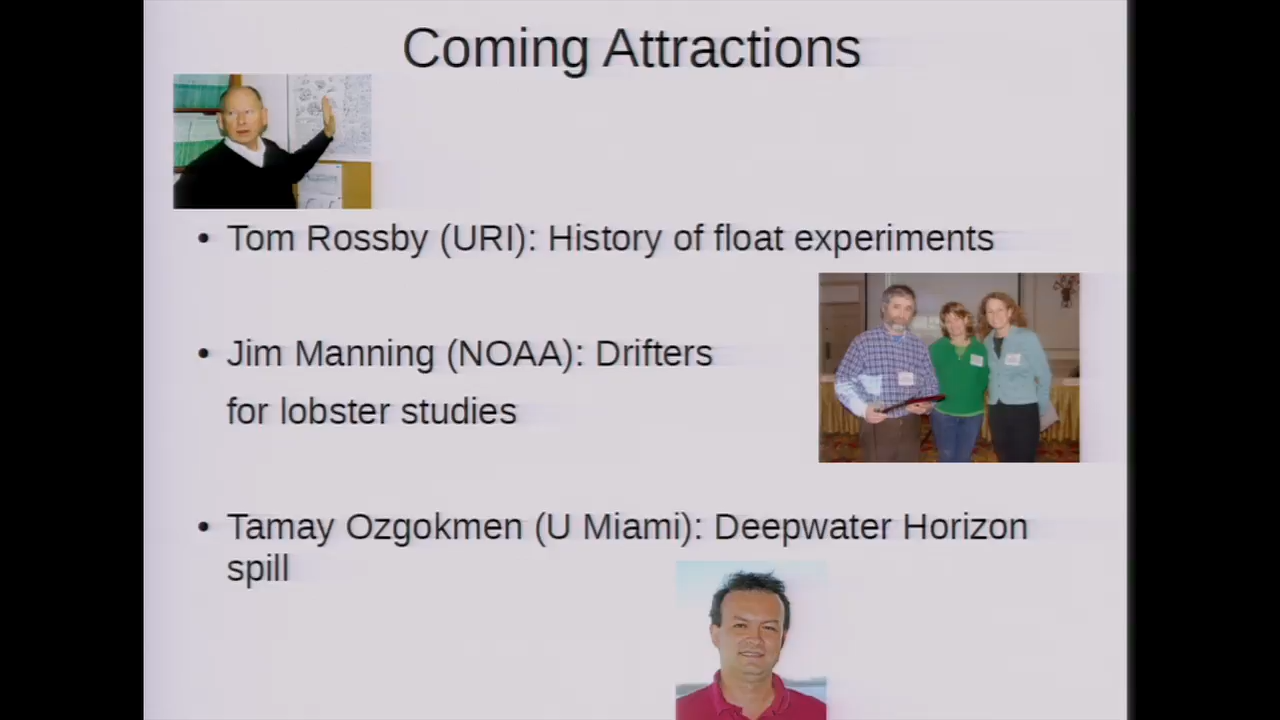 Coming Attractions
• Tom Rossby (URI): History of float experiments
• Jim Manning (NOAA): Drifters
for lobster studies
• Tamay Ozgokmen (U Miami): Deepwater Horizon
spill